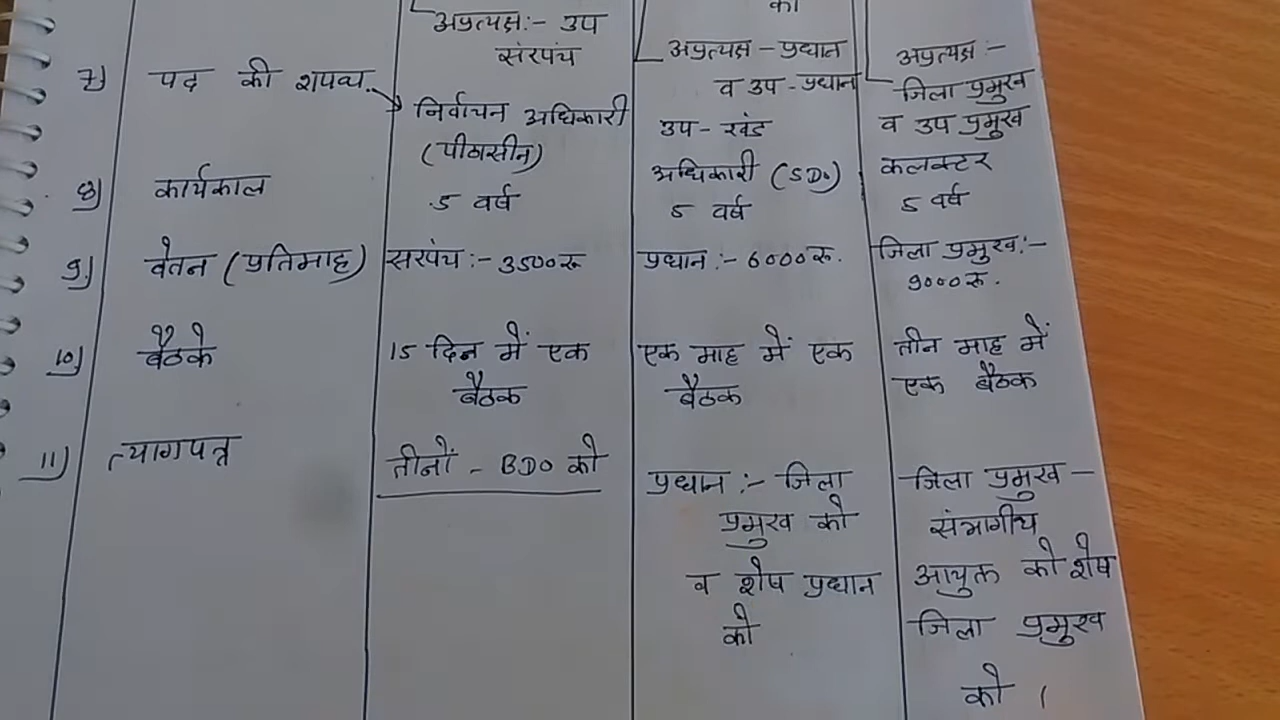 को
अप्रत्यक्ष:- उप
संरपंच
अप्रत्यक्ष - प्रधान
व उप - प्रधान
अप्रत्यक्ष :-
जिला प्रमुख
व उप प्रमुख
7) पद की शपथ
निर्वाचन अधिकारी
(पीठासीन)
उप - खंड
अधिकारी (SDO)
कलक्टर
8) कार्यकाल
5 वर्ष
5 वर्ष
5 वर्ष
9) वेतन (प्रतिमाह)
सरपंच :- 3500रू
प्रधान :- 6000रू.
जिला प्रमुख :-
9000रू.
10) बैठके
15 दिन में एक
बैठक
एक माह में एक
बैठक
तीन माह में
एक बैठक
11) त्यागपत्र
तीनों - BDO को
प्रधान :- जिला
प्रमुख को
व शेष प्रधान
को
जिला प्रमुख -
संभागीय
आयुक्त को शेष
जिला प्रमुख
को ।